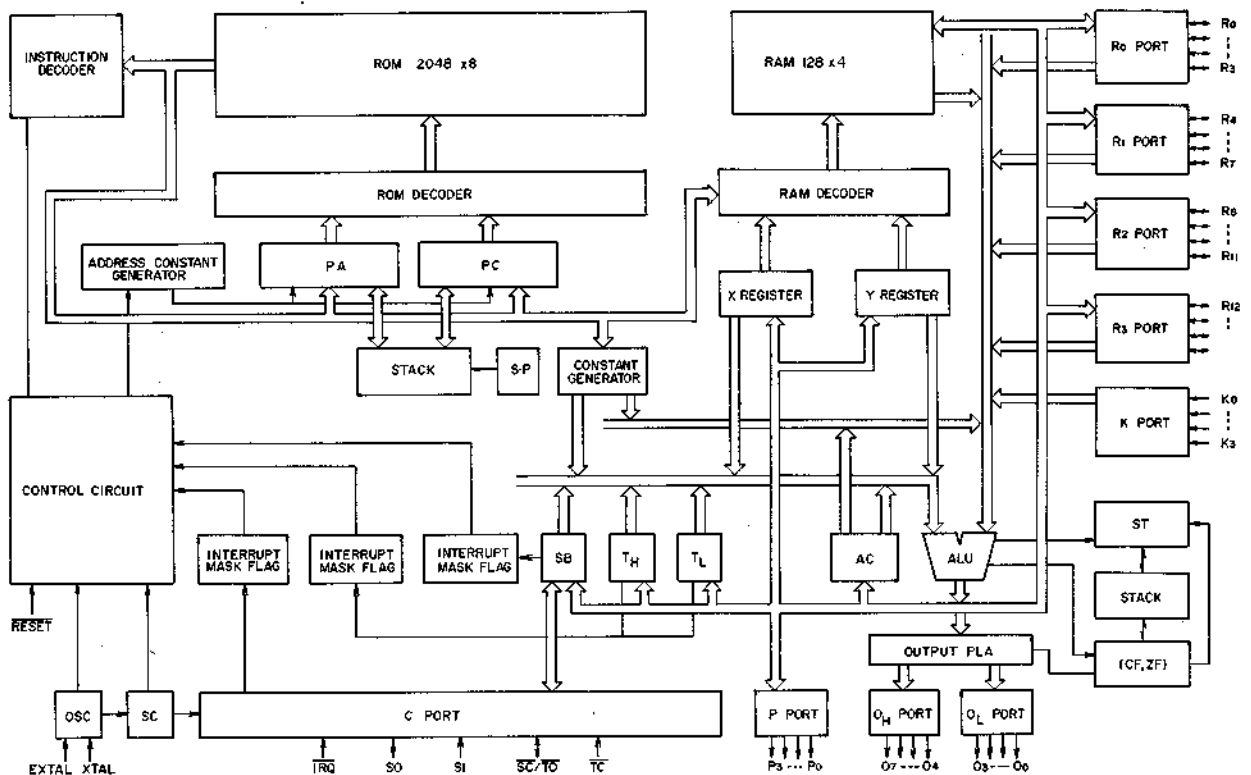 INSTRUCTION
DECODER
ROM 2048 x8
RAM 128 x4
R0 PORT
R0
R3
R1 PORT
R4
R7
ROM DECODER
RAM DECODER
R2 PORT
R8
R11
ADDRESS CONSTANT
GENERATOR
PA
PC
X REGISTER
Y REGISTER
R3 PORT
R12
STACK
S·P
CONSTANT
GENERATOR
K PORT
K0
K3
CONTROL CIRCUIT
INTERRUPT
MASK FLAG
INTERRUPT
MASK FLAG
INTERRUPT
MASK FLAG
SB
TH
TL
AC
ALU
ST
STACK
RESET
OUTPUT PLA
(CF, ZF)
OSC
SC
C PORT
P PORT
OH PORT
OL PORT
EXTAL XTAL
IRQ
SO
SI
SC/TO
TC
P3 ··· P0
O7 ---- O4
O3 --- O0